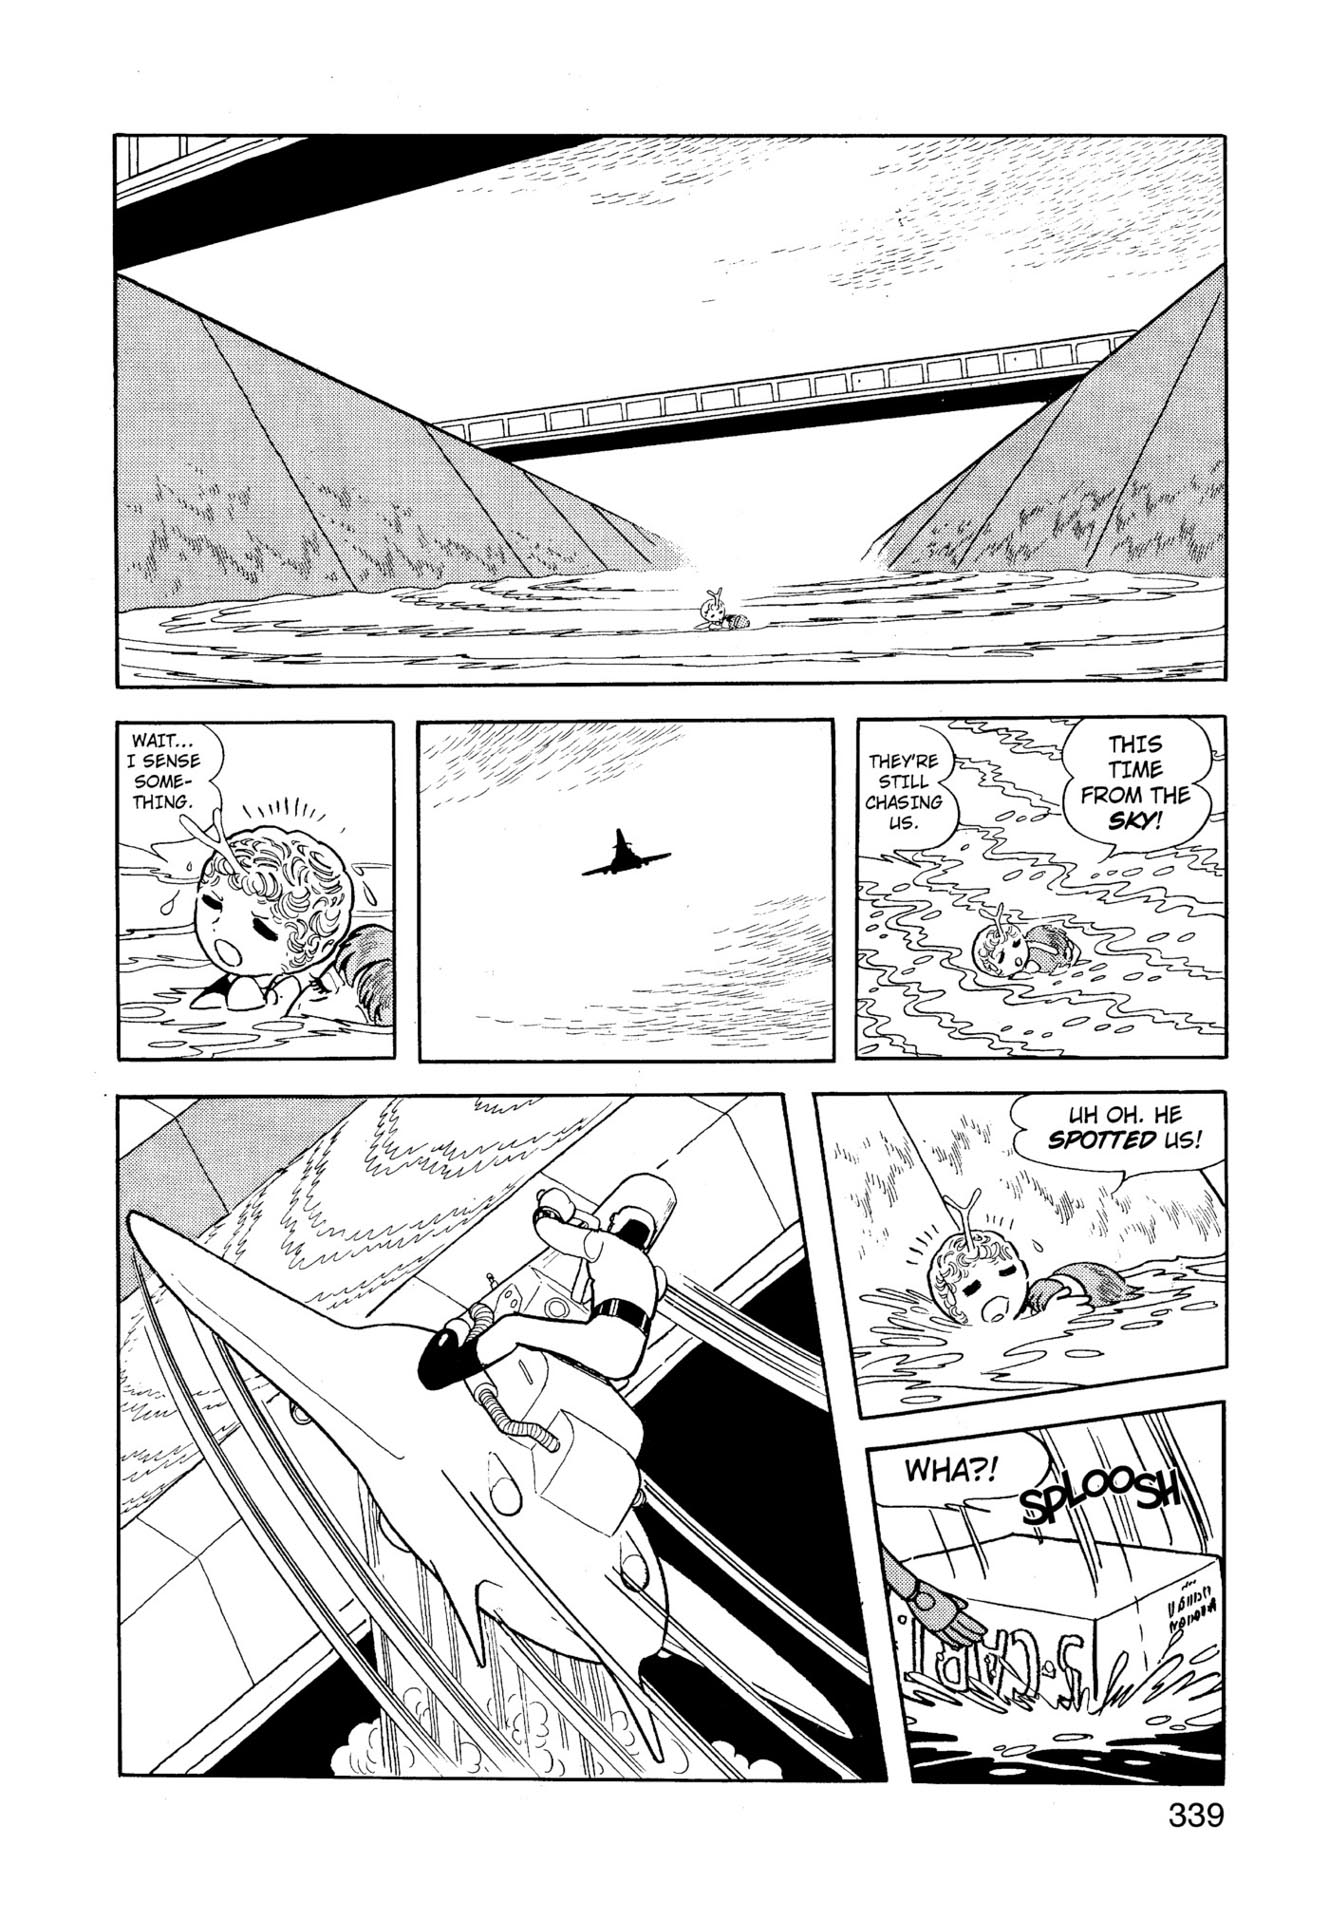 WAIT...
I SENSE
SOME-
THING.
THEY'RE
STILL
CHASING
US.
THIS
TIME
FROM THE
SKY!
UH OH. HE
SPOTTED US!
WHA?!
SPLOOSH
339